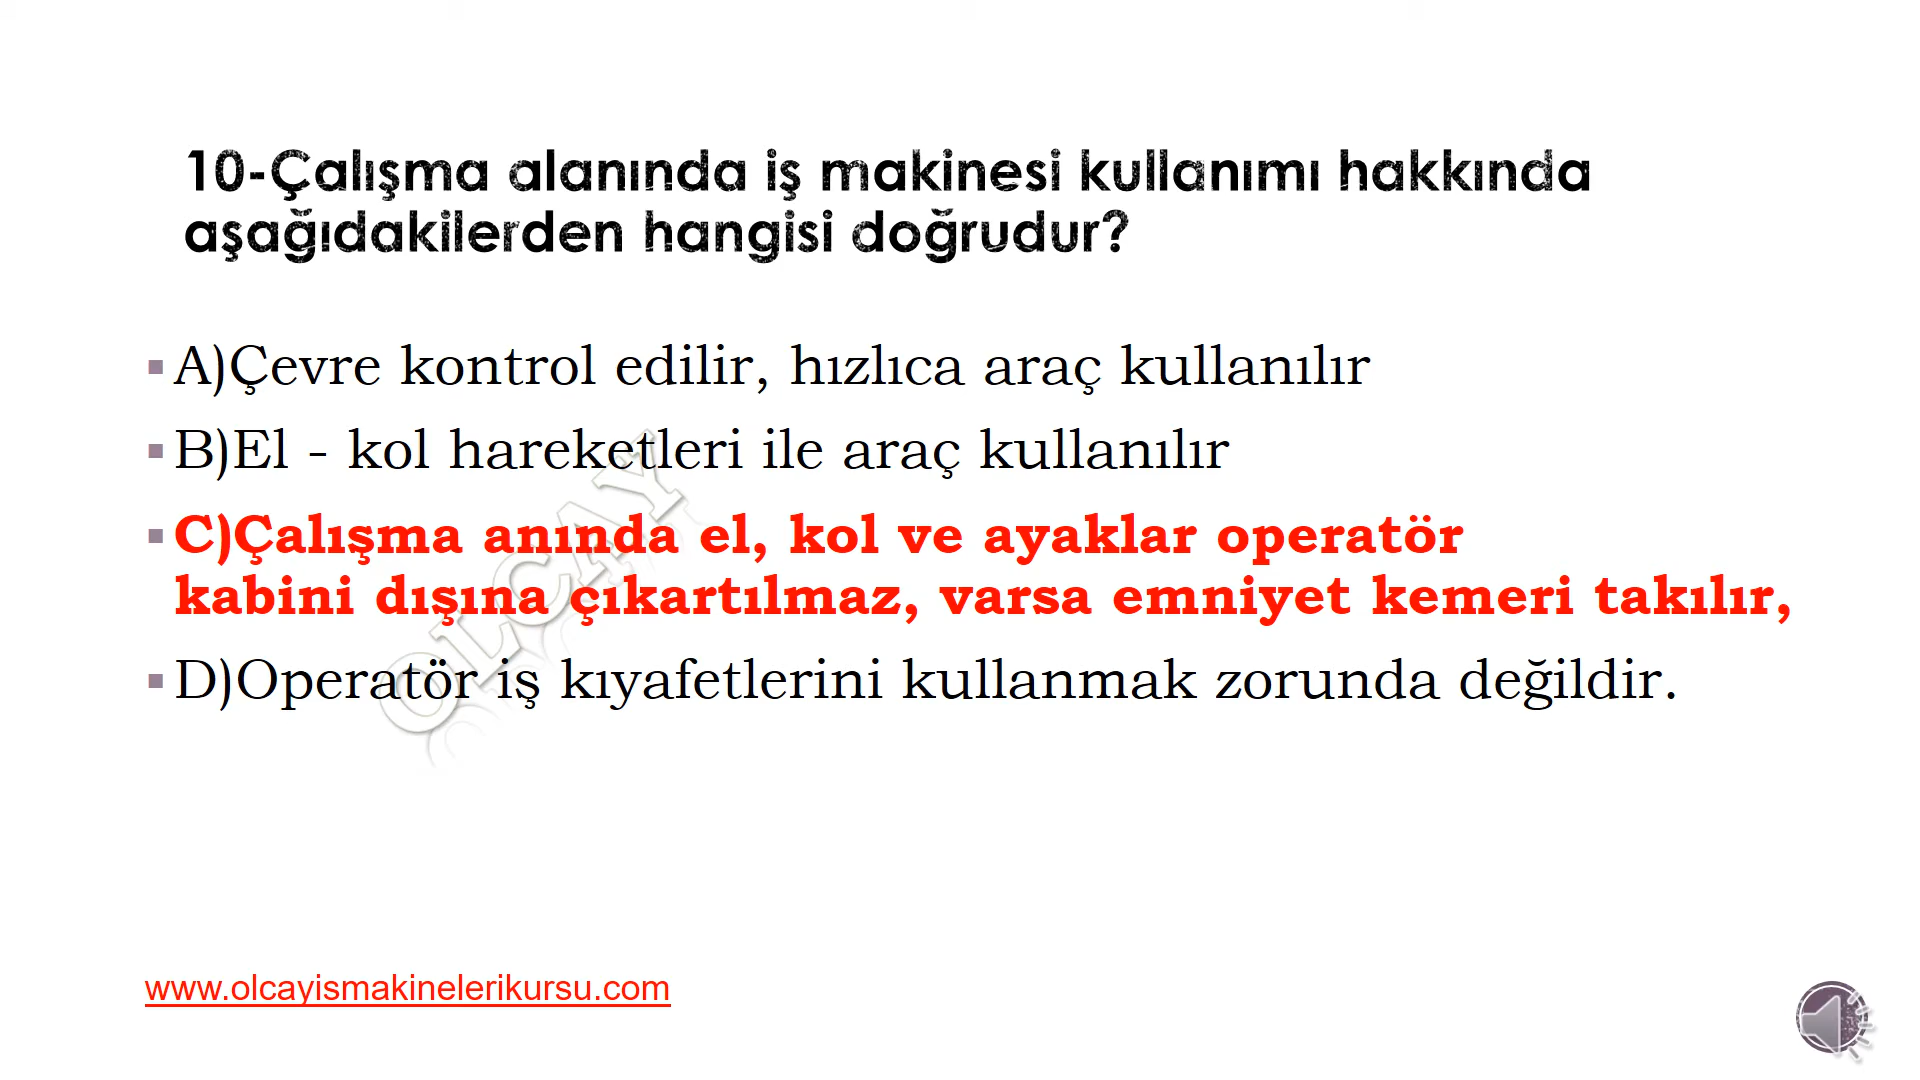 10-Çalışma alanında iş makinesi kullanımı hakkında
aşağıdakilerden hangisi doğrudur?
A)Çevre kontrol edilir, hızlıca araç kullanılır
B)El - kol hareketleri ile araç kullanılır
C)Çalışma anında el, kol ve ayaklar operatör
kabini dışına çıkartılmaz, varsa emniyet kemeri takılır,
D)Operatör iş kıyafetlerini kullanmak zorunda değildir.
OLCAY
www.olcayismakinelerikursu.com